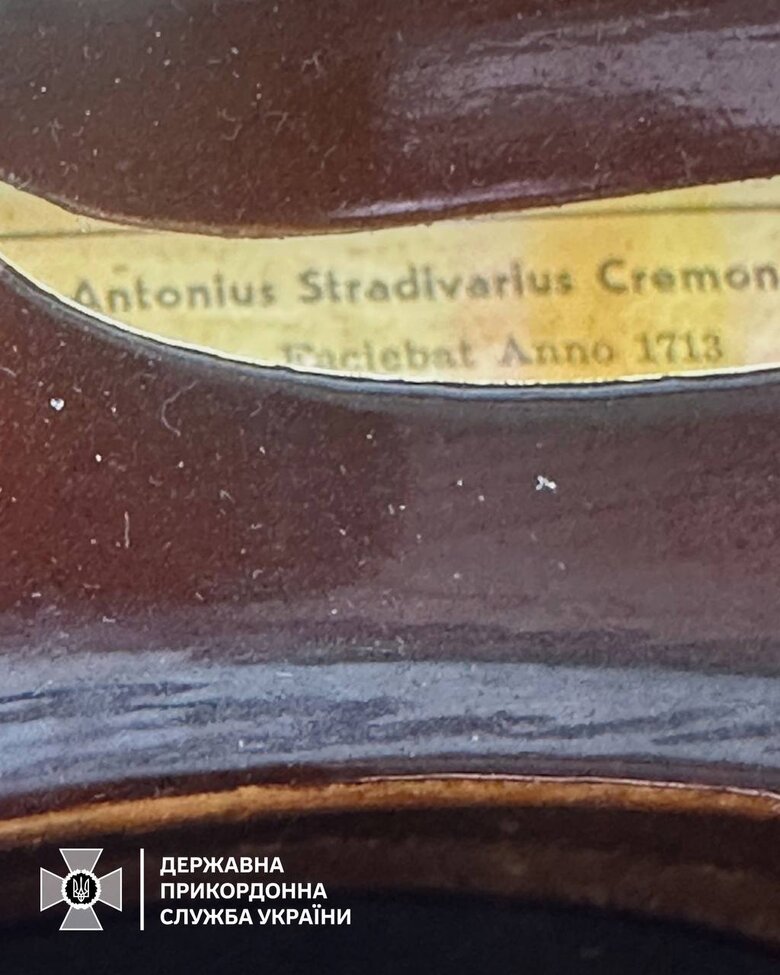 Antonius Stradivarius Cremon
Faciebat Anno 1713
ДЕРЖАВНА
ПРИКОРДОННА
СЛУЖБА УКРАЇНИ